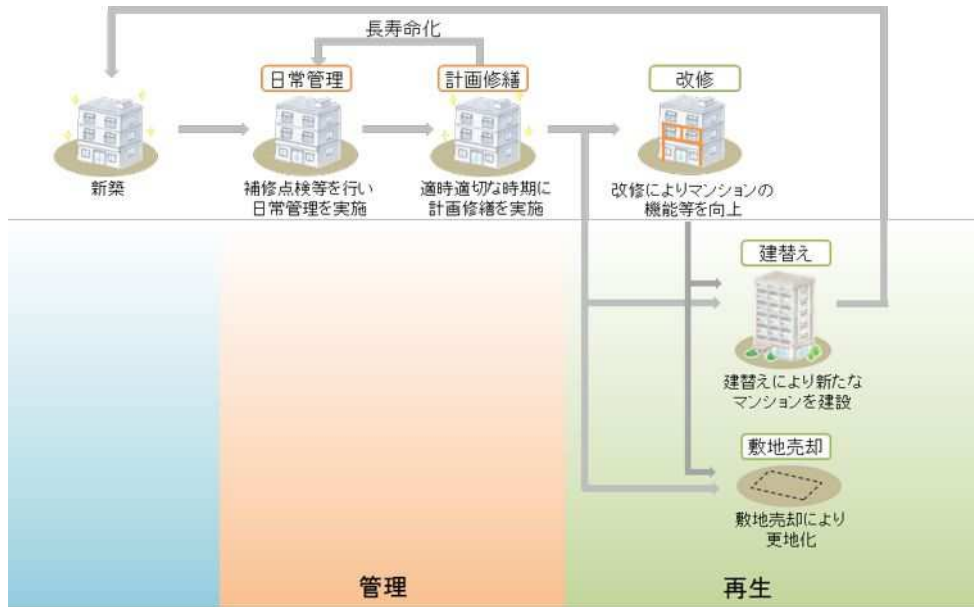 長寿命化
日常管理
計画修繕
改修
新築
補修点検等を行い
日常管理を実施
適時適切な時期に
計画修繕を実施
改修によりマンションの
機能等を向上
建替え
建替えにより新たな
マンションを建設
敷地売却
敷地売却により
更地化
管理
再生